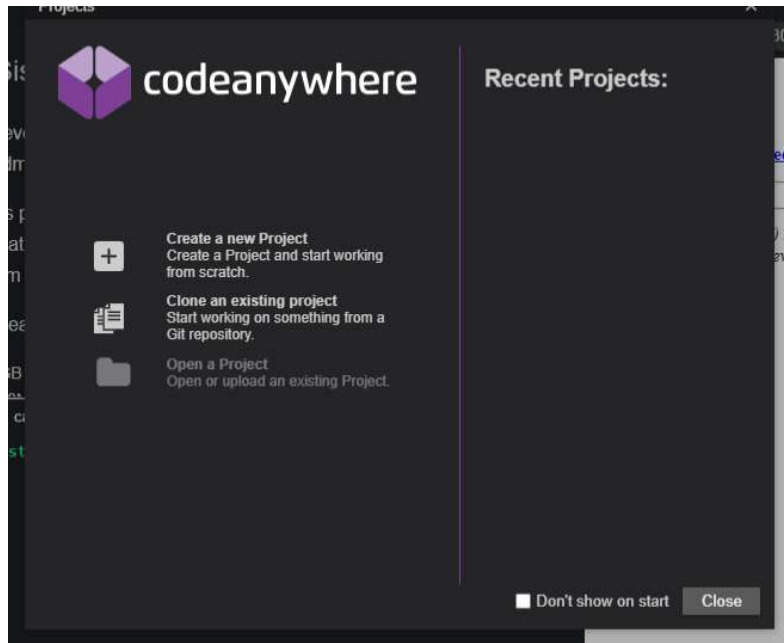 Projects
codeanywhere
Recent Projects:
Create a new Project
Create a Project and start working
from scratch.
Clone an existing project
Start working on something from a
Git repository.
Open a Project
Open or upload an existing Project.
Don't show on start
Close